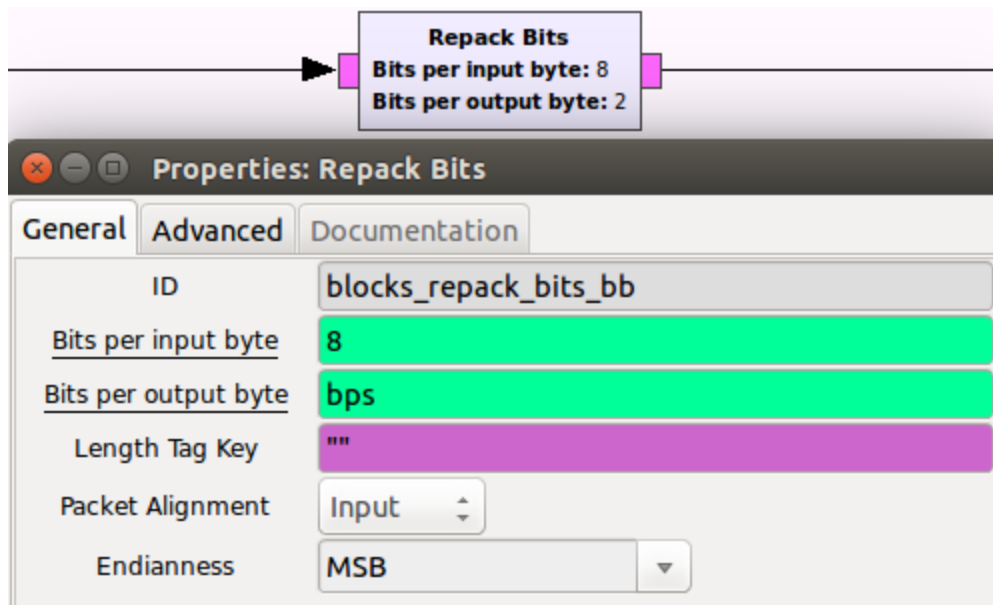 Repack Bits
Bits per input byte: 8
Bits per output byte: 2
Properties: Repack Bits
General Advanced Documentation
ID blocks_repack_bits_bb
Bits per input byte 8
Bits per output byte bps
Length Tag Key ""
Packet Alignment Input
Endianness MSB